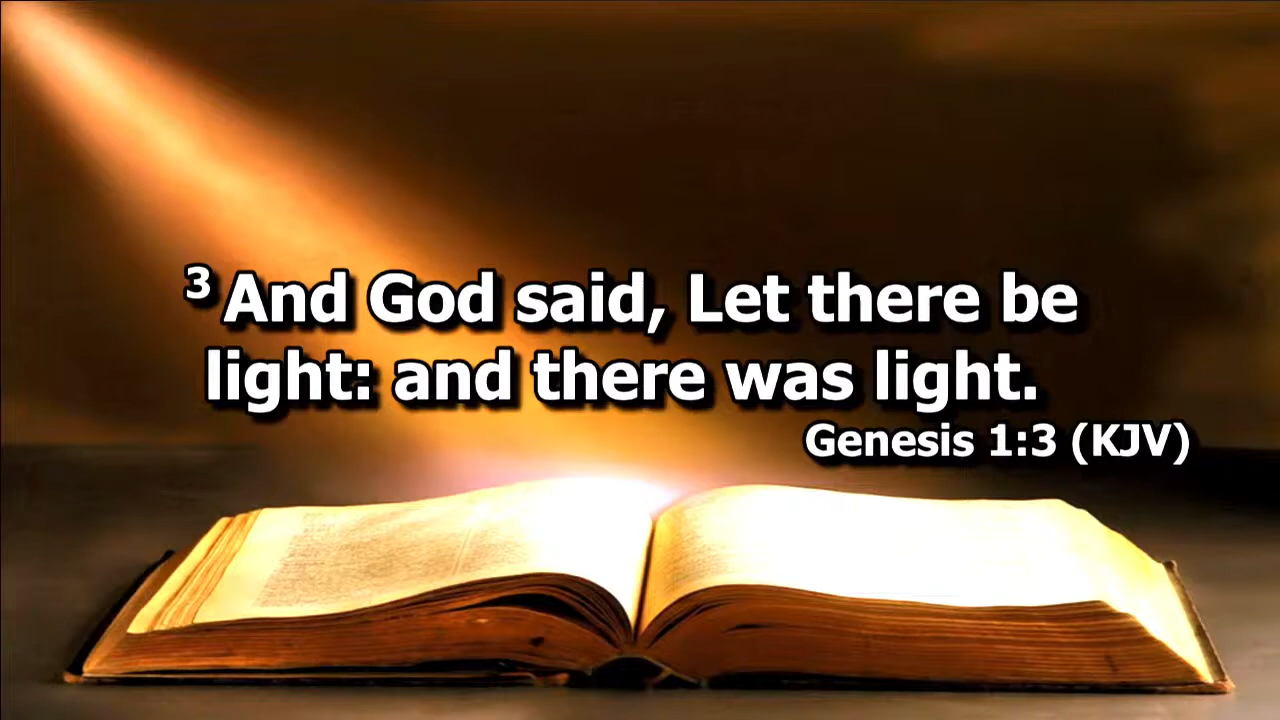 ³ And God said, Let there be
light: and there was light.
Genesis 1:3 (KJV)